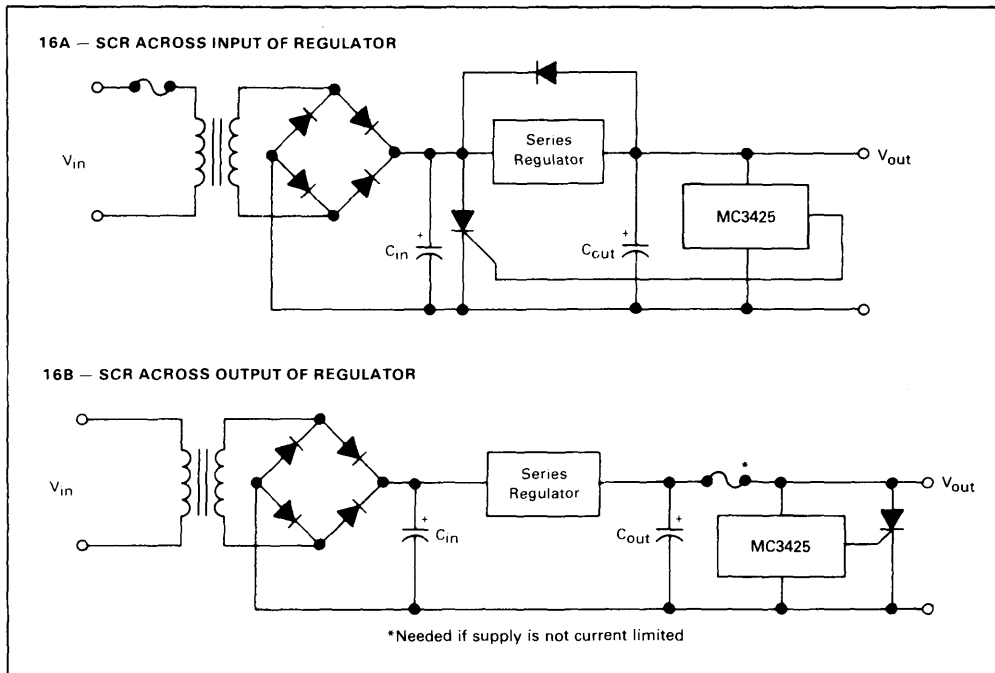 16A — SCR ACROSS INPUT OF REGULATOR
Vin
Series
Regulator
Vout
MC3425
+
Cin
+
Cout
16B — SCR ACROSS OUTPUT OF REGULATOR
Vin
Series
Regulator
*
Vout
+
Cin
+
Cout
MC3425
*Needed if supply is not current limited